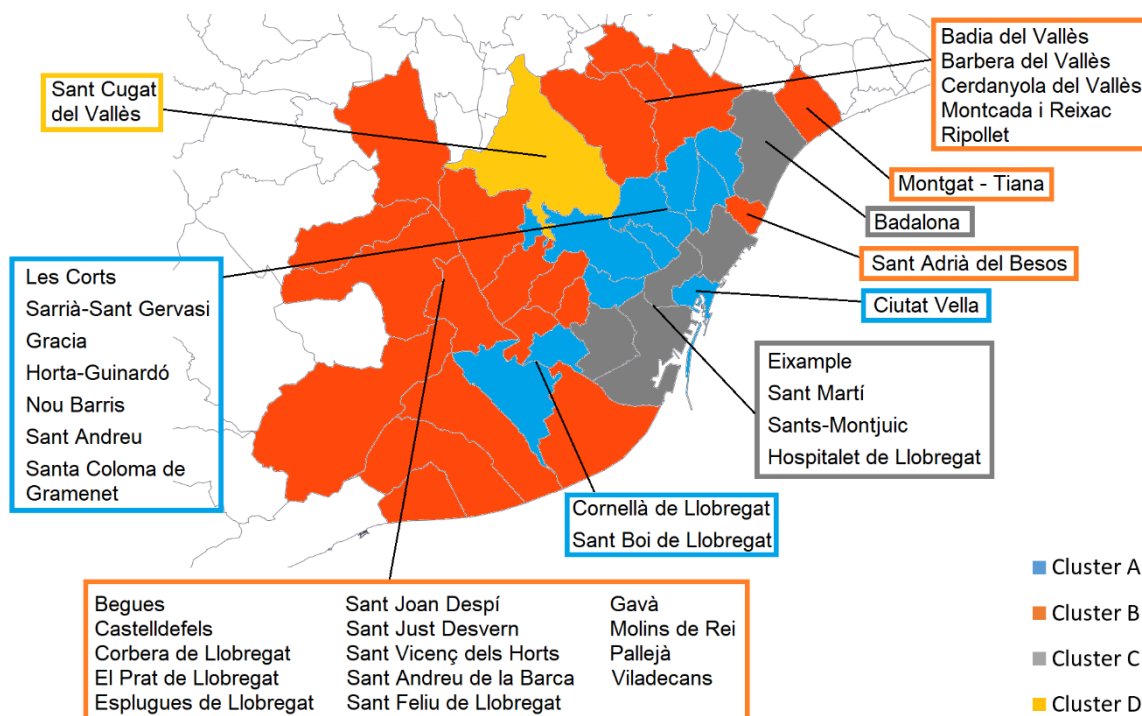 Badia del Vallès
Barbera del Vallès
Cerdanyola del Vallès
Montcada i Reixac
Ripollet
Sant Cugat
del Vallès
Montgat - Tiana
Badalona
Sant Adrià del Besos
Les Corts
Sarrià-Sant Gervasi
Gracia
Horta-Guinardó
Nou Barris
Sant Andreu
Santa Coloma de
Gramenet
Ciutat Vella
Eixample
Sant Martí
Sants-Montjuic
Hospitalet de Llobregat
Cornellà de Llobregat
Sant Boi de Llobregat
Begues
Castelldefels
Corbera de Llobregat
El Prat de Llobregat
Esplugues de Llobregat
Sant Joan Despí
Sant Just Desvern
Sant Vicenç dels Horts
Sant Andreu de la Barca
Sant Feliu de Llobregat
Gavà
Molins de Rei
Pallejà
Viladecans
Cluster A
Cluster B
Cluster C
Cluster D